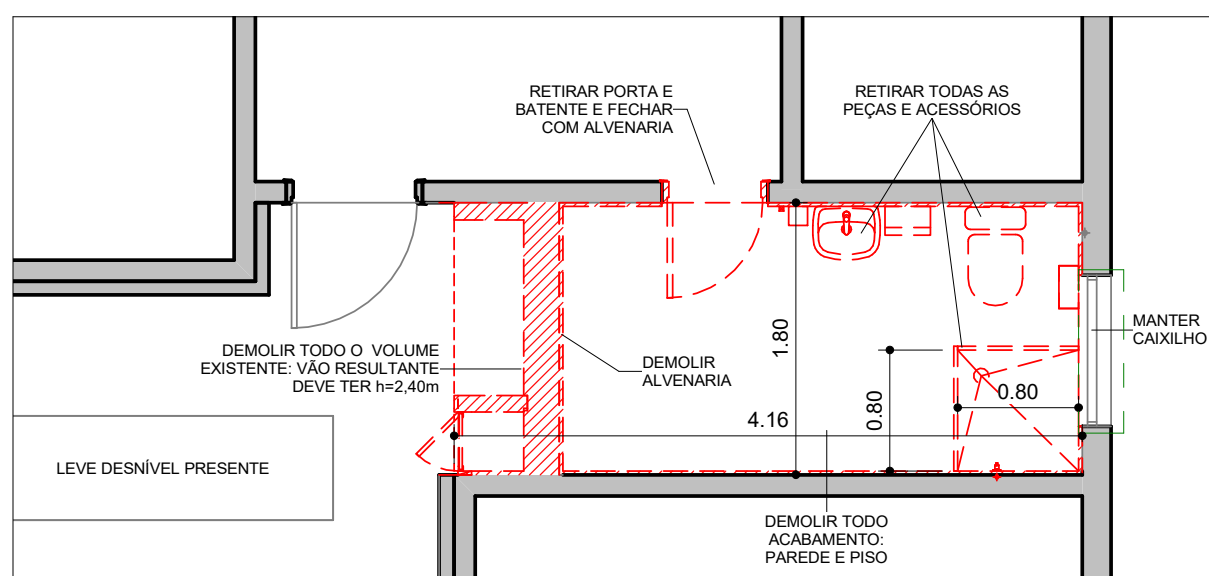 RETIRAR PORTA E
BATENTE E FECHAR
COM ALVENARIA
RETIRAR TODAS AS
PEÇAS E ACESSÓRIOS
DEMOLIR TODO O VOLUME
EXISTENTE: VÃO RESULTANTE
DEVE TER h=2,40m
DEMOLIR
ALVENARIA
1.80
MANTER
CAIXILHO
0.80
0.80
4.16
LEVE DESNÍVEL PRESENTE
DEMOLIR TODO
ACABAMENTO:
PAREDE E PISO